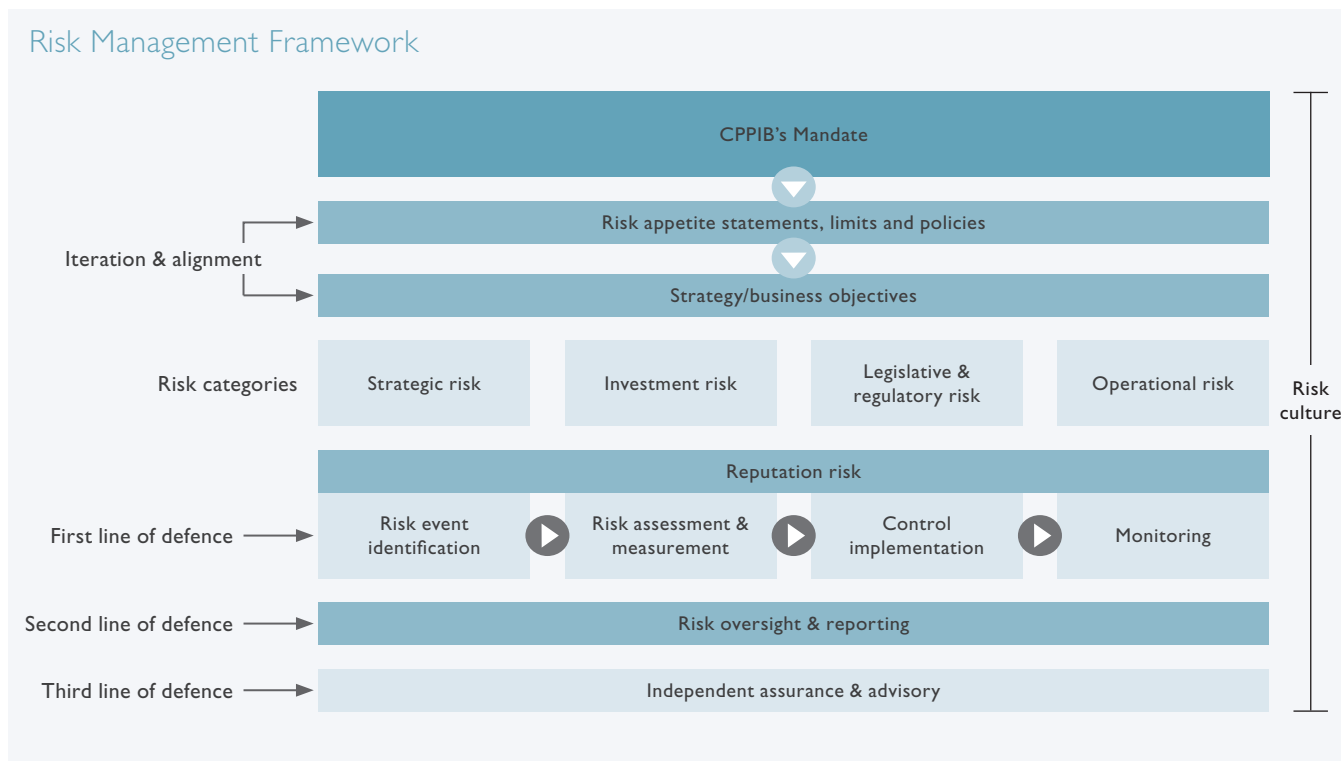 Risk Management Framework
CPPIB's Mandate
Risk appetite statements, limits and policies
Iteration & alignment
Strategy/business objectives
Risk categories
Strategic risk
Investment risk
Legislative &
regulatory risk
Operational risk
Risk
culture
Reputation risk
First line of defence
Risk event
identification
Risk assessment &
measurement
Control
implementation
Monitoring
Second line of defence
Risk oversight & reporting
Third line of defence
Independent assurance & advisory